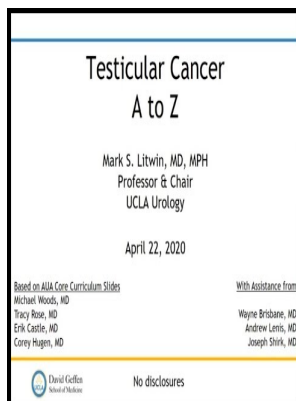 Testicular Cancer
A to Z
Mark S. Litwin, MD, MPH
Professor & Chair
UCLA Urology
April 22, 2020
Based on AUA Core Curriculum Slides
Michael Woods, MD
Tracy Rose, MD
Erik Castle, MD
Corey Hugen, MD
With Assistance from
Wayne Brisbane, MD
Andrew Lenis, MD
Joseph Shirk, MD
UCLA
David Geffen
School of Medicine
No disclosures